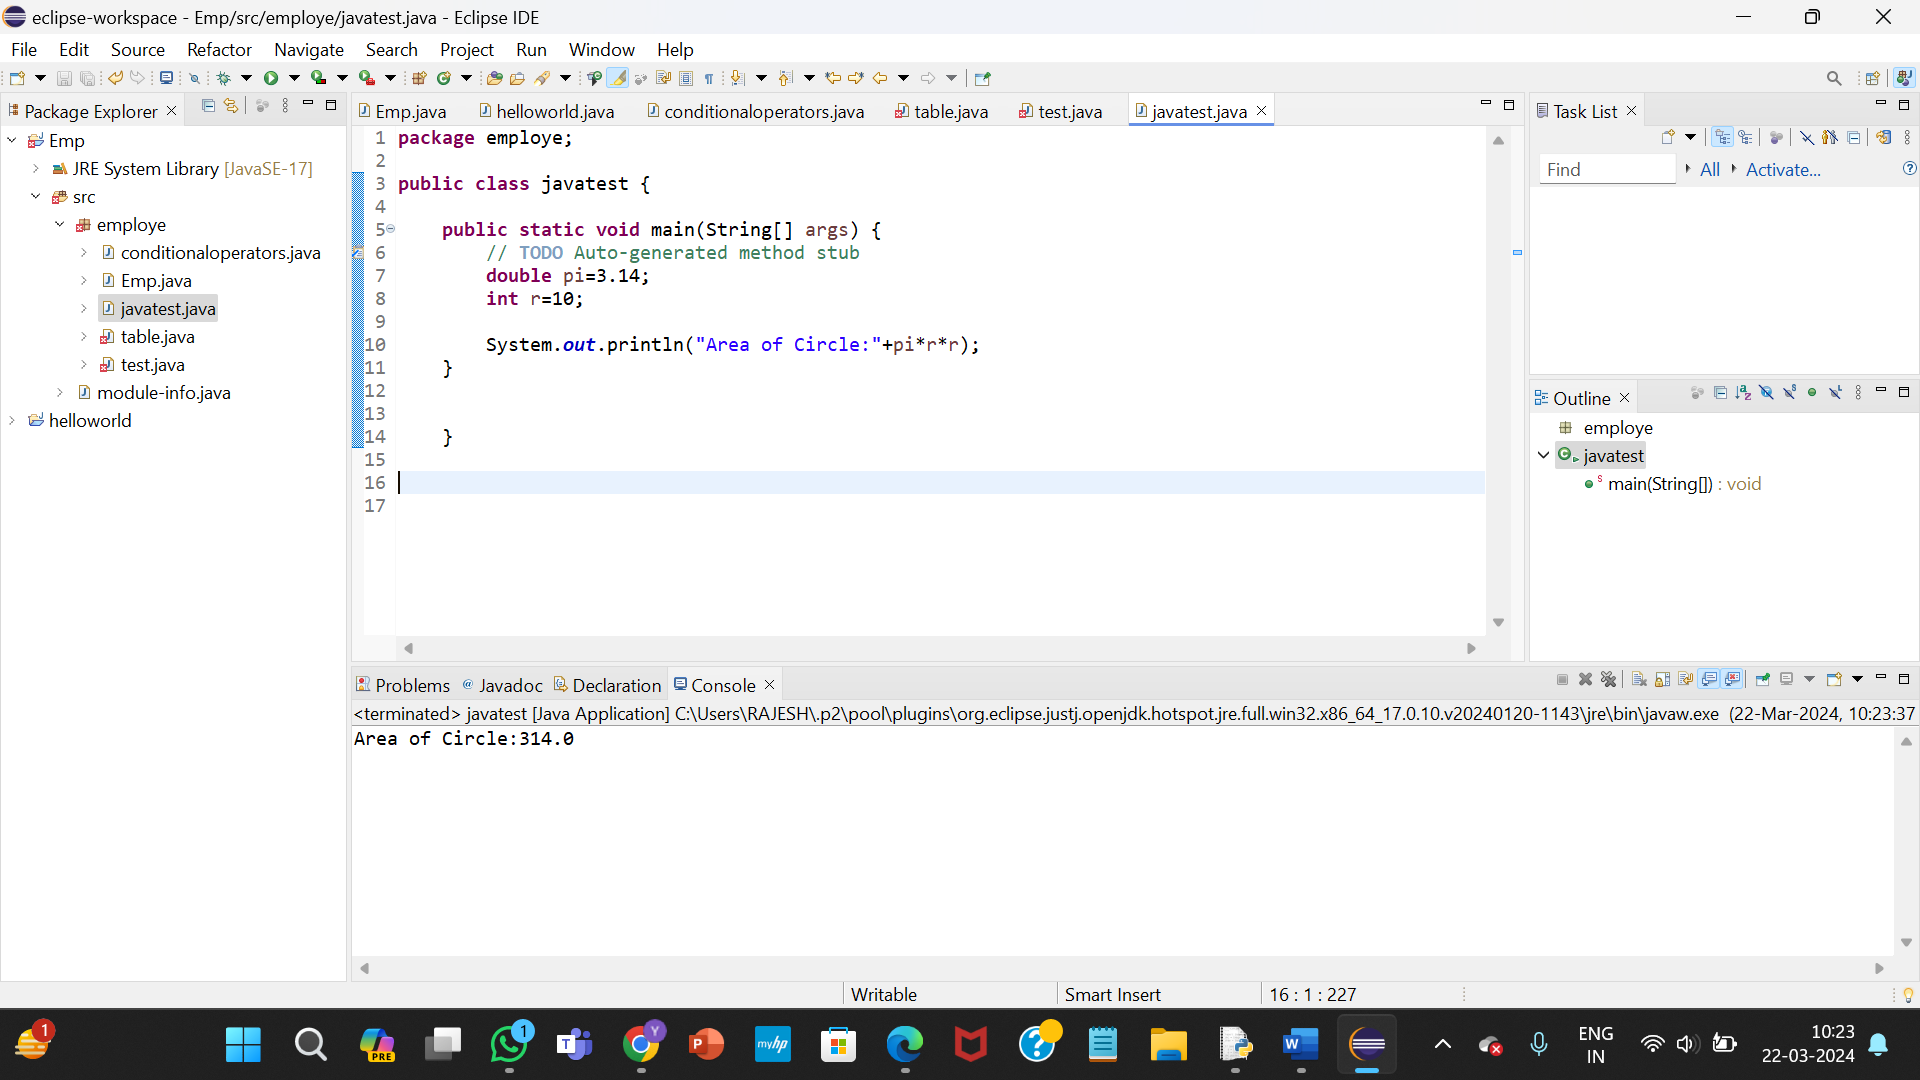 eclipse-workspace - Emp/src/employe/javatest.java - Eclipse IDE
File Edit Source Refactor Navigate Search Project Run Window Help
Package Explorer
Emp
JRE System Library [JavaSE-17]
src
employe
conditionaloperators.java
Emp.java
javatest.java
table.java
test.java
module-info.java
helloworld
Emp.java helloworld.java conditionaloperators.java table.java test.java javatest.java
1 package employe;
2
3 public class javatest {
4
5 public static void main(String[] args) {
6 // TODO Auto-generated method stub
7 double pi=3.14;
8 int r=10;
9
10 System.out.println("Area of Circle:"+pi*r*r);
11 }
12
13
14 }
15
16
17
Task List
Find All Activate...
Outline
employe
javatest
main(String[]) : void
Problems Javadoc Declaration Console
<terminated> javatest [Java Application] C:\Users\RAJESH\.p2\pool\plugins\org.eclipse.justj.openjdk.hotspot.jre.full.win32.x86_64_17.0.10.v20240120-1143\jre\bin\javaw.exe (22-Mar-2024, 10:23:37
Area of Circle:314.0
Writable Smart Insert 16 : 1 : 227
1 PRE 1 T Y P myhp ? W
ENG
IN
10:23
22-03-2024